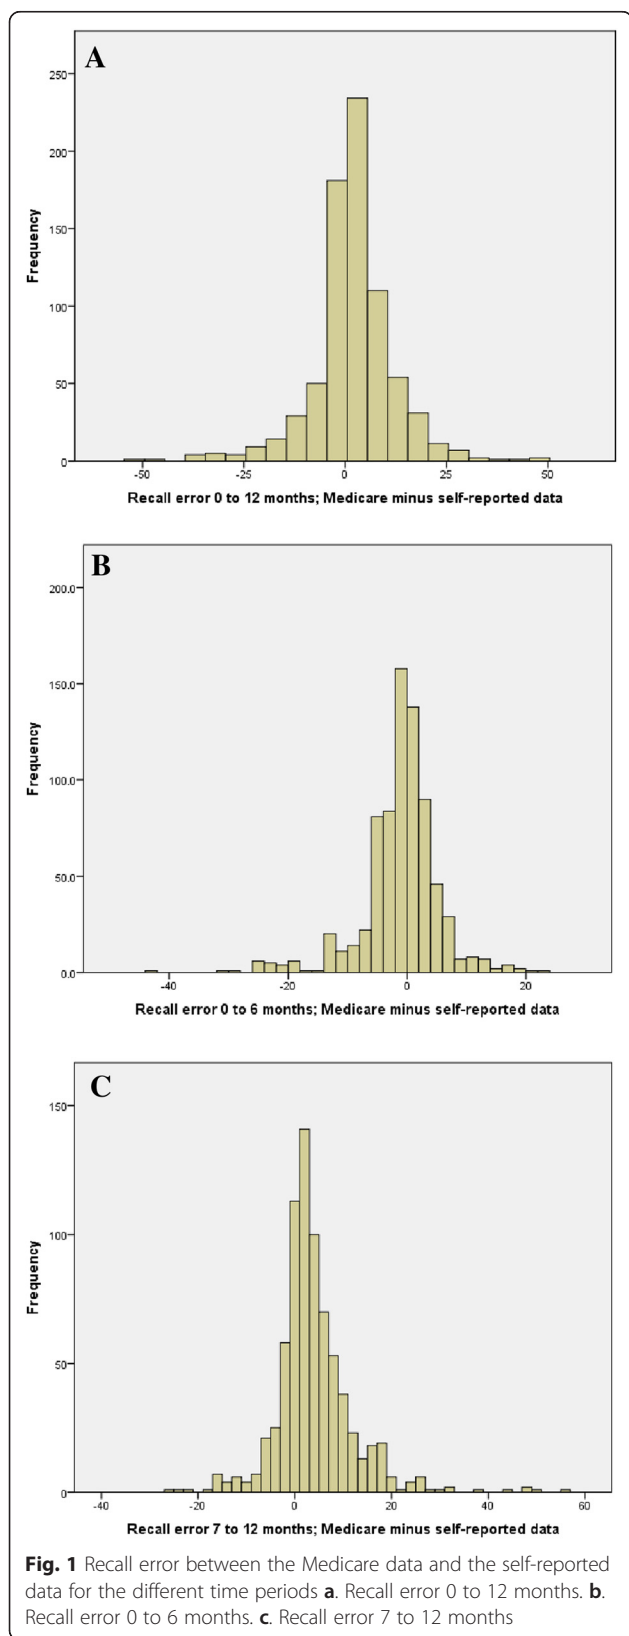 A
250
200
150
100
50
0
Frequency
-50 -25 0 25 50
Recall error 0 to 12 months; Medicare minus self-reported data
B
200.0
150.0
100.0
50.0
0.0
Frequency
-40 -20 0 20
Recall error 0 to 6 months; Medicare minus self-reported data
C
150
100
50
0
Frequency
-40 -20 0 20 40 60
Recall error 7 to 12 months; Medicare minus self-reported data
Fig. 1 Recall error between the Medicare data and the self-reported
data for the different time periods a. Recall error 0 to 12 months. b.
Recall error 0 to 6 months. c. Recall error 7 to 12 months